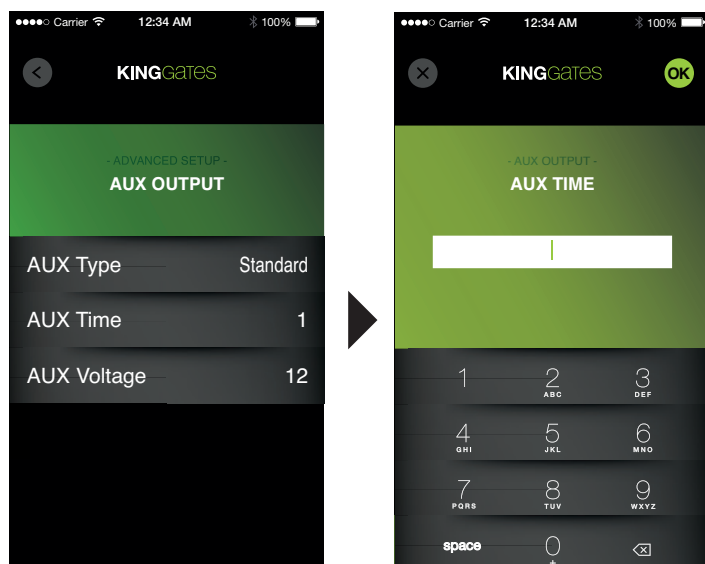 Carrier 12:34 AM 100%
KINGGates
- ADVANCED SETUP -
AUX OUTPUT
AUX Type Standard
AUX Time 1
AUX Voltage 12
Carrier 12:34 AM 100%
KINGGates OK
- AUX OUTPUT -
AUX TIME
1 2 3
ABC DEF
4 5 6
GHI JKL MNO
7 8 9
PQRS TUV WXYZ
space 0
+